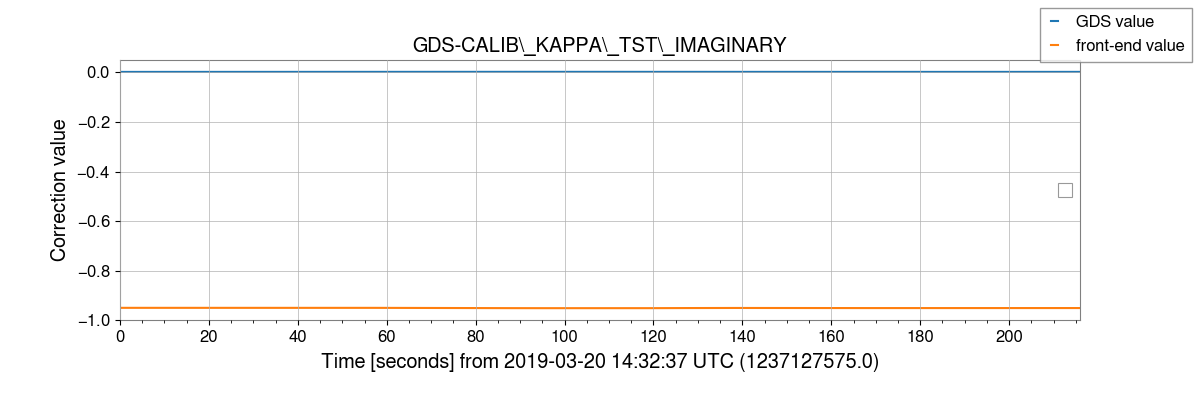 GDS value
front-end value
GDS-CALIB\_KAPPA\_TST\_IMAGINARY
Correction value
0.0
−0.2
−0.4
−0.6
−0.8
−1.0
0 20 40 60 80 100 120 140 160 180 200
Time [seconds] from 2019-03-20 14:32:37 UTC (1237127575.0)